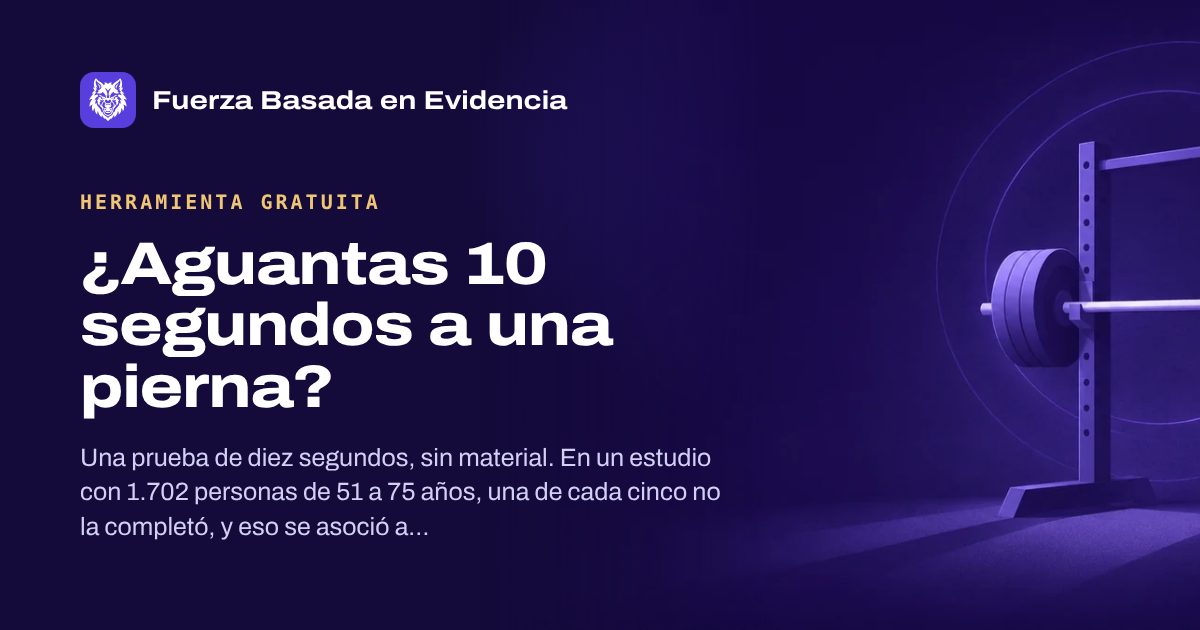 Fuerza Basada en Evidencia
HERRAMIENTA GRATUITA
¿Aguantas 10
segundos a una
pierna?
Una prueba de diez segundos, sin material. En un estudio
con 1.702 personas de 51 a 75 años, una de cada cinco no
la completó, y eso se asoció a...